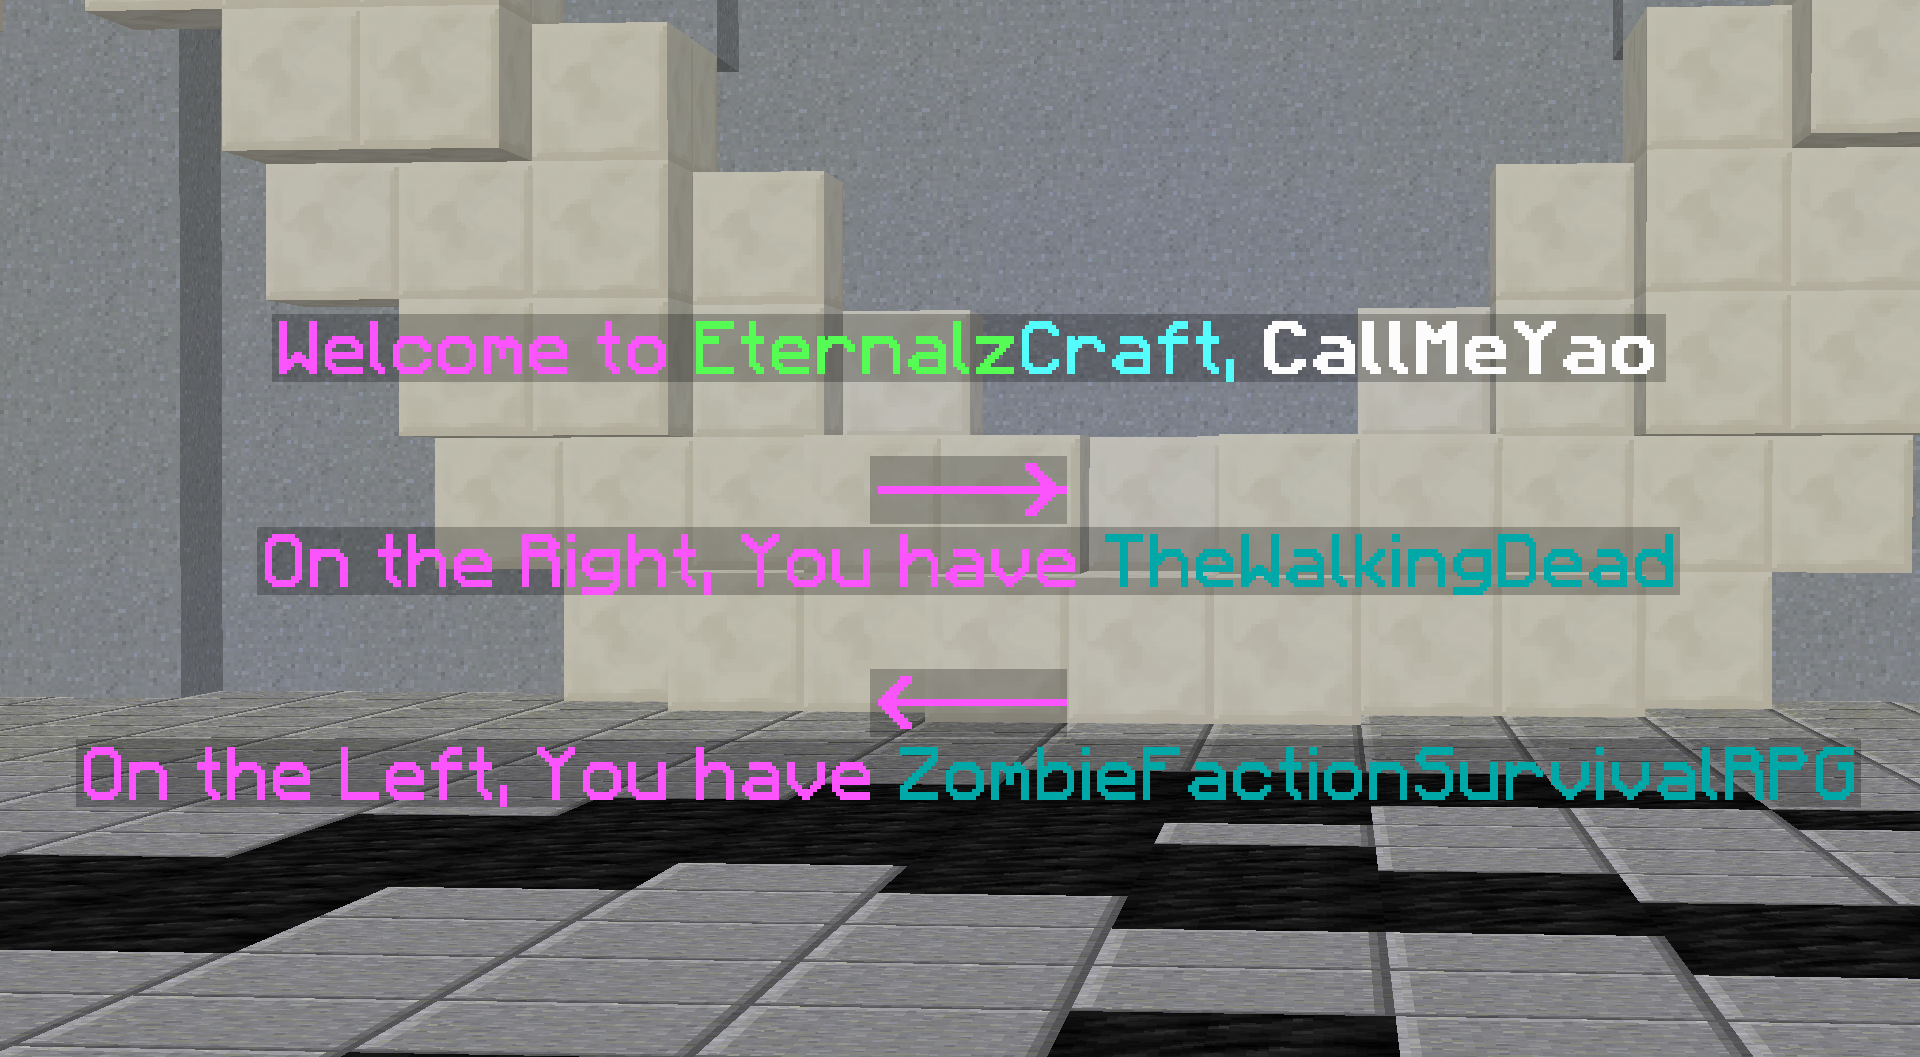 Welcome to EternalzCraft, CallMeYao
→
On the Right, You have TheWalkingDead
←
On the Left, You have ZombieFactionSurvivalRPG